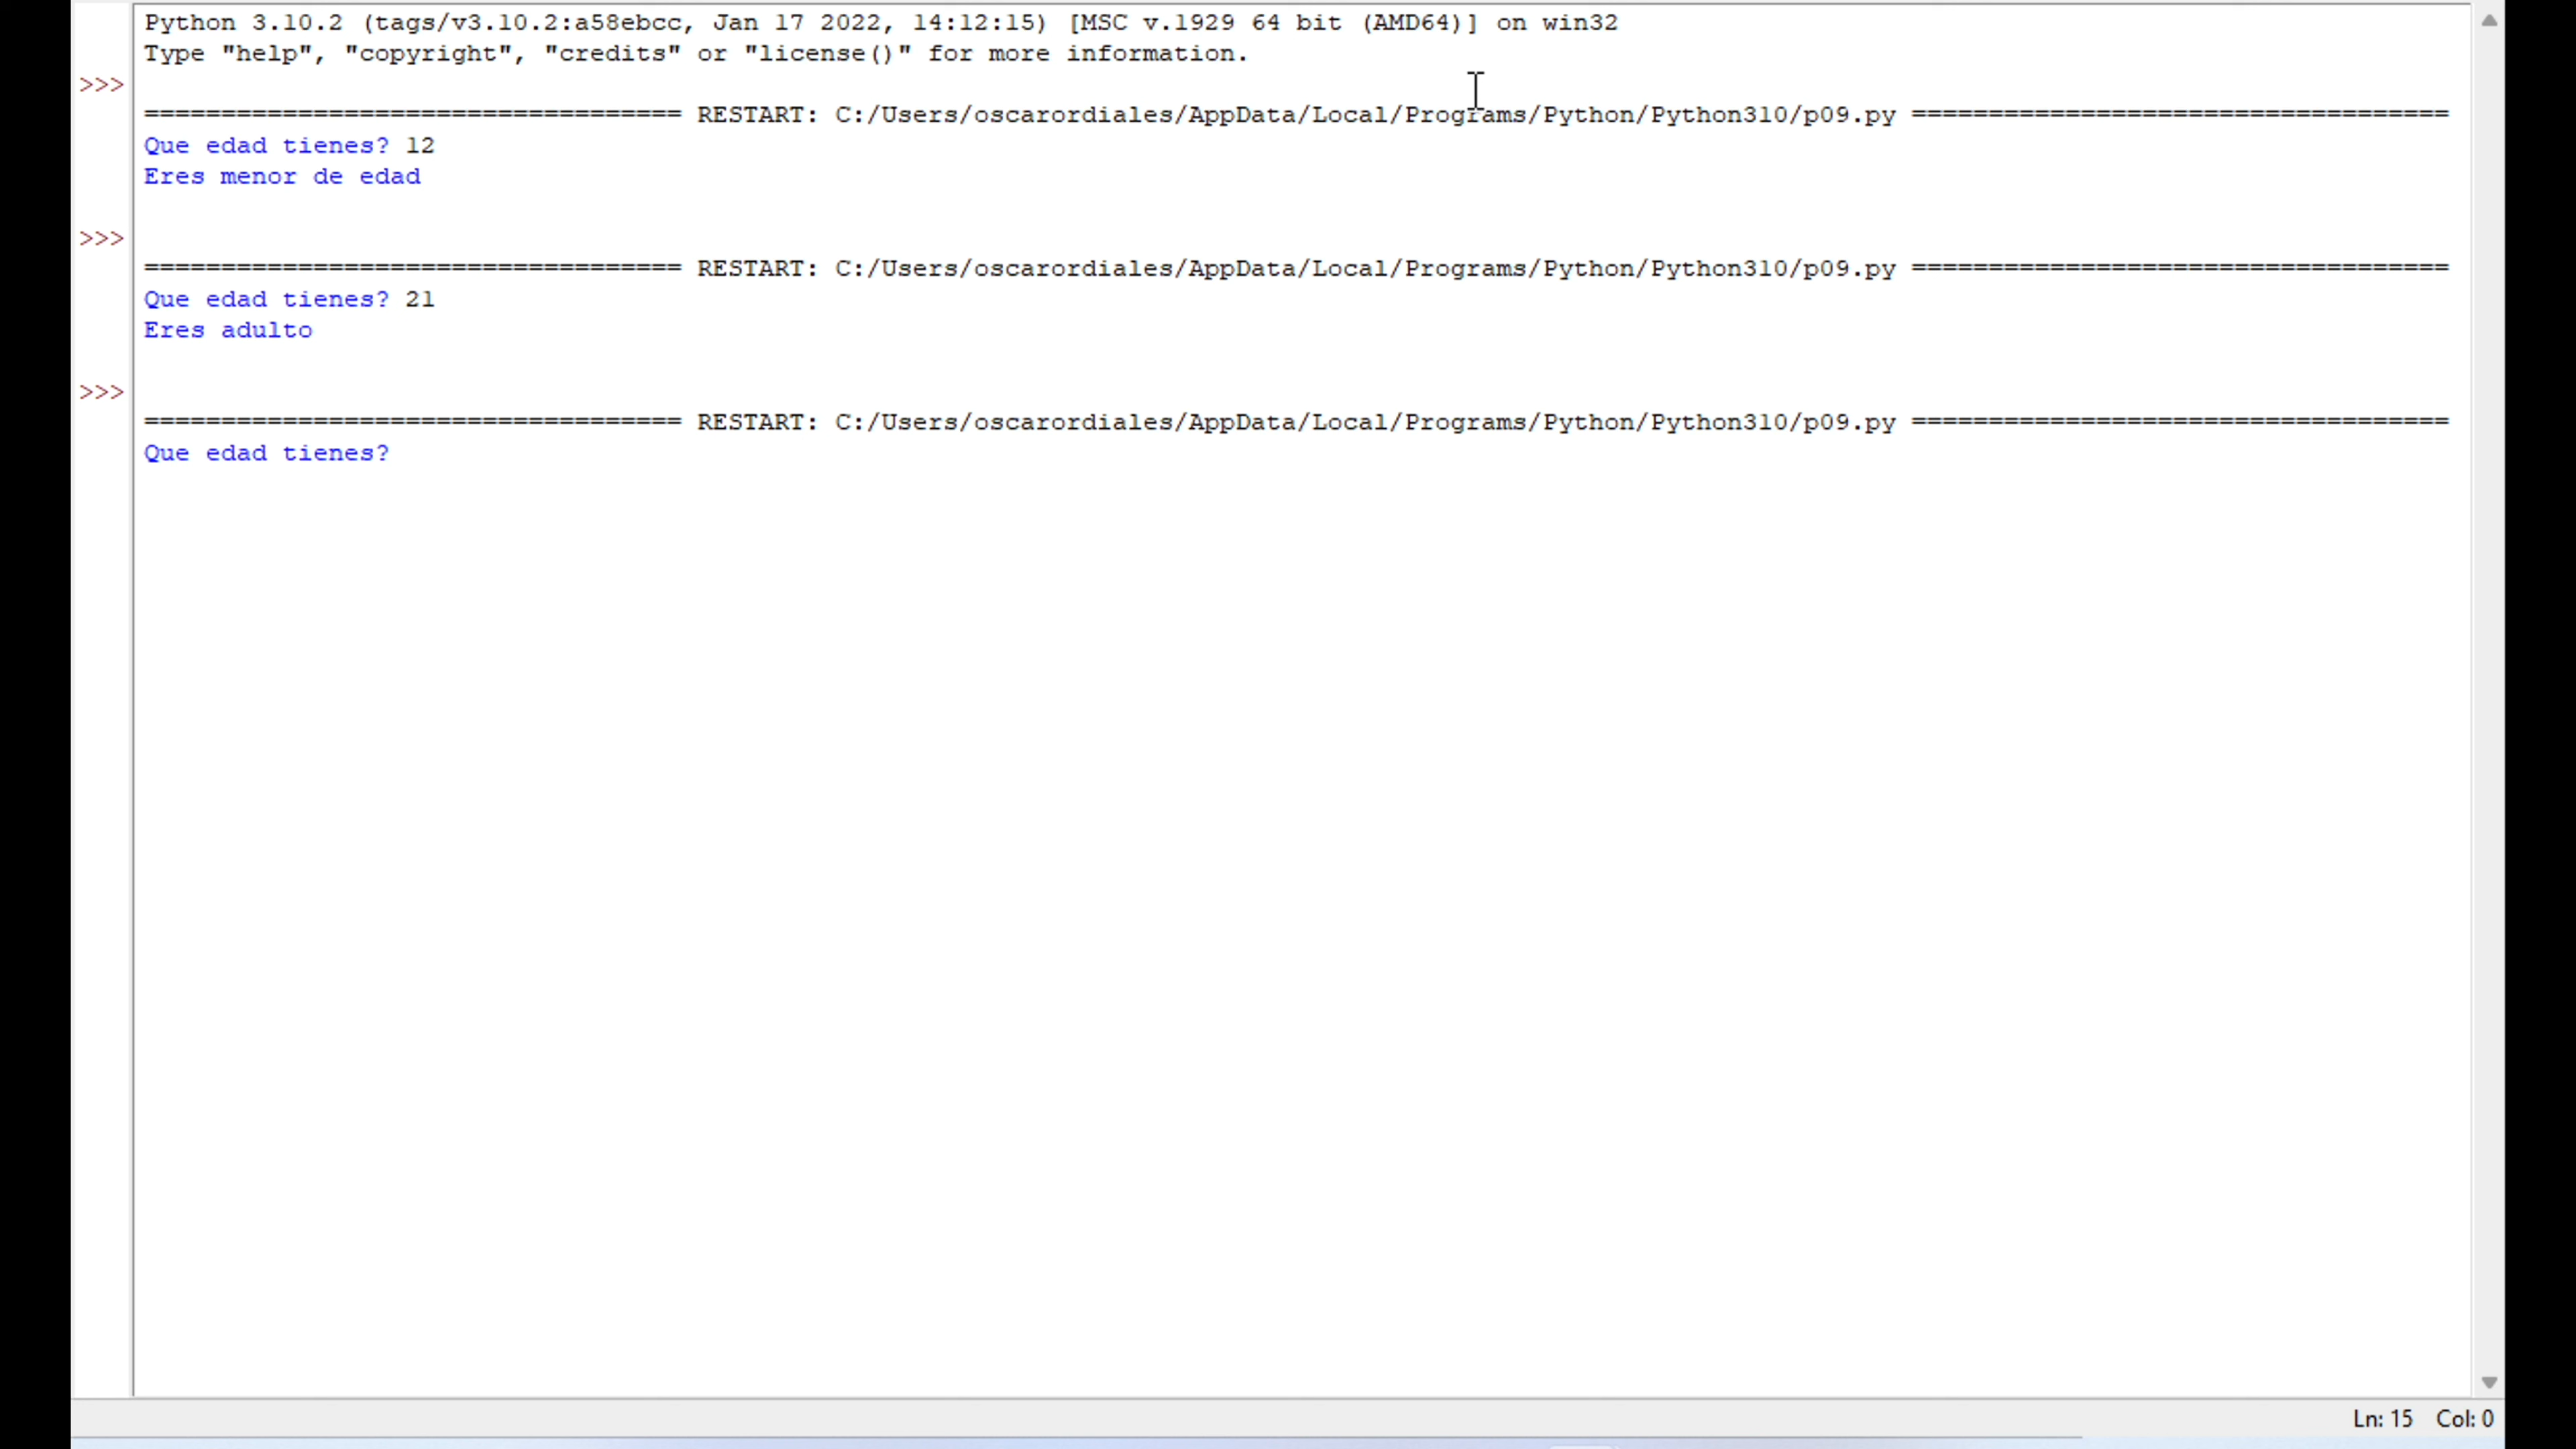 Python 3.10.2 (tags/v3.10.2:a58ebcc, Jan 17 2022, 14:12:15) [MSC v.1929 64 bit (AMD64)] on win32
Type "help", "copyright", "credits" or "license()" for more information.
>>>
=================================== RESTART: C:/Users/oscarordiales/AppData/Local/Programs/Python/Python310/p09.py ===================================
Que edad tienes? 12
Eres menor de edad
>>>
=================================== RESTART: C:/Users/oscarordiales/AppData/Local/Programs/Python/Python310/p09.py ===================================
Que edad tienes? 21
Eres adulto
>>>
=================================== RESTART: C:/Users/oscarordiales/AppData/Local/Programs/Python/Python310/p09.py ===================================
Que edad tienes?
Ln: 15 Col: 0